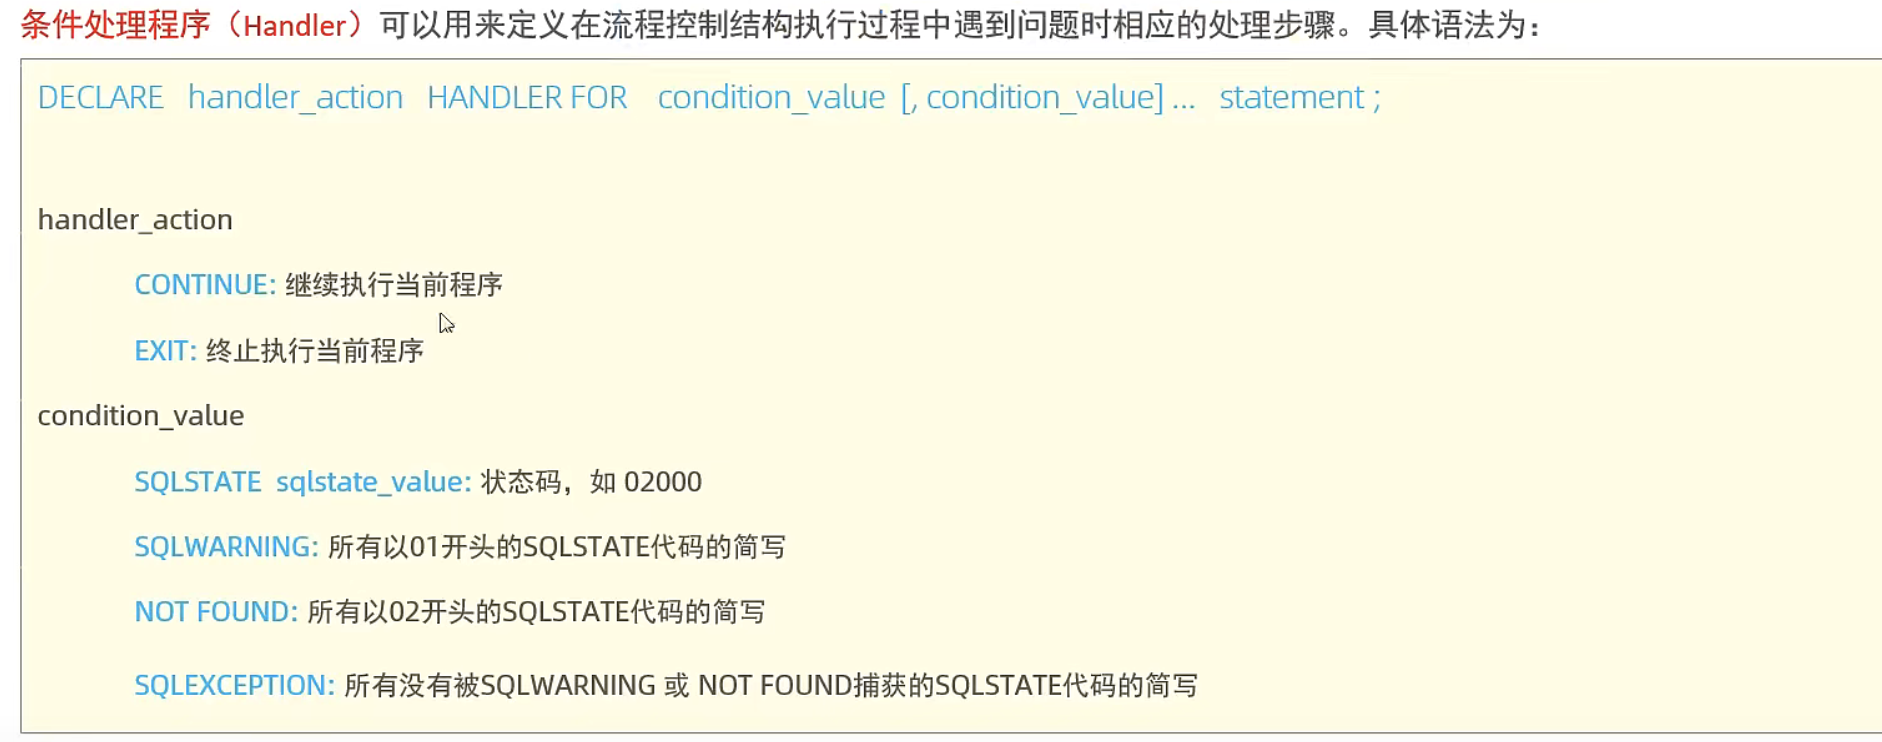 条件处理程序（Handler）可以用来定义在流程控制结构执行过程中遇到问题时相应的处理步骤。具体语法为：
DECLARE handler_action HANDLER FOR condition_value [, condition_value] ... statement ;
handler_action
CONTINUE: 继续执行当前程序
EXIT: 终止执行当前程序
condition_value
SQLSTATE sqlstate_value: 状态码，如 02000
SQLWARNING: 所有以01开头的SQLSTATE代码的简写
NOT FOUND: 所有以02开头的SQLSTATE代码的简写
SQLEXCEPTION: 所有没有被SQLWARNING 或 NOT FOUND捕获的SQLSTATE代码的简写